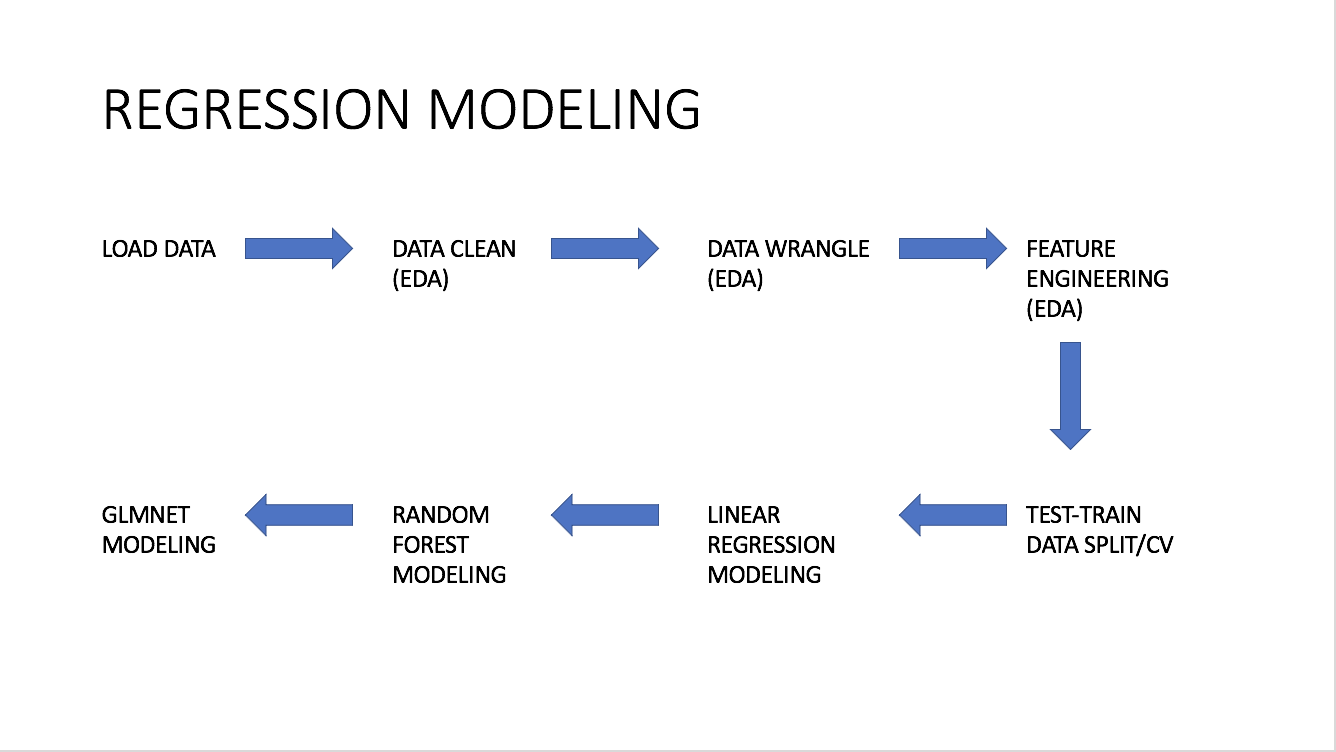 REGRESSION MODELING
LOAD DATA
DATA CLEAN
(EDA)
DATA WRANGLE
(EDA)
FEATURE
ENGINEERING
(EDA)
TEST-TRAIN
DATA SPLIT/CV
LINEAR
REGRESSION
MODELING
RANDOM
FOREST
MODELING
GLMNET
MODELING